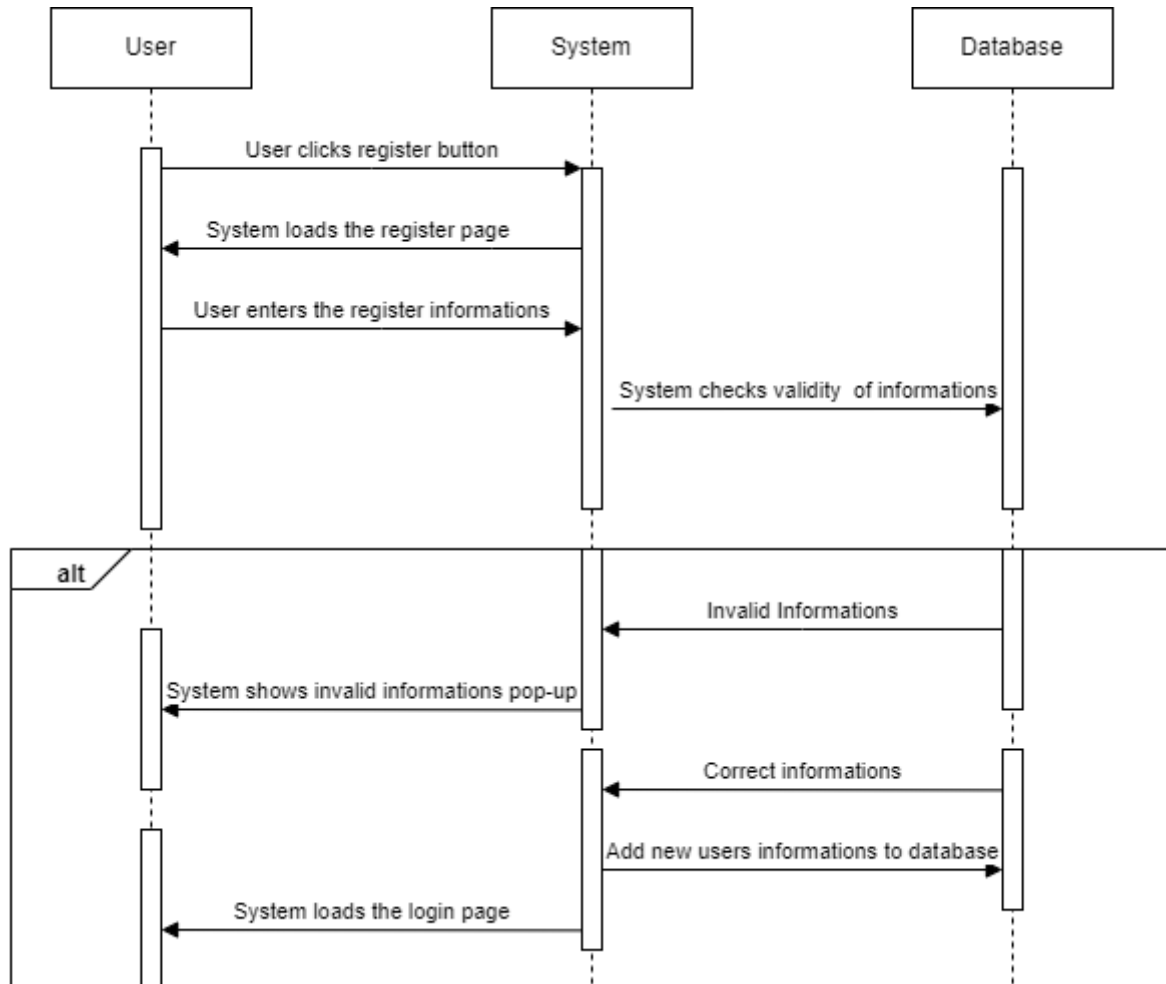 User
System
Database
User clicks register button
System loads the register page
User enters the register informations
System checks validity  of informations
alt
Invalid Informations
System shows invalid informations pop-up
Correct informations
Add new users informations to database
System loads the login page